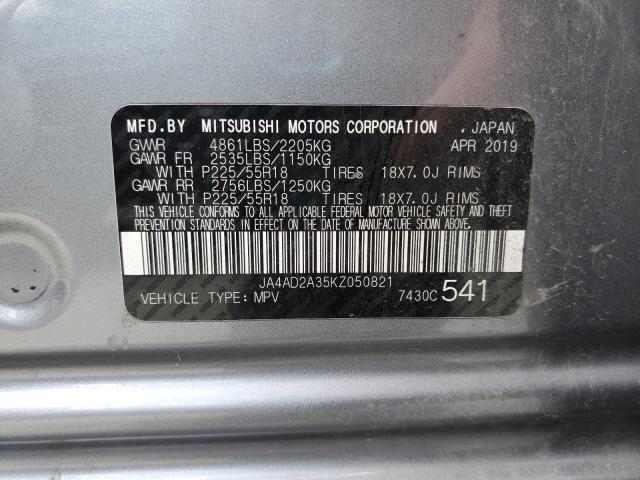 MFD.BY MITSUBISHI MOTORS CORPORATION . JAPAN
GVWR 4861LBS/2205KG APR 2019
GAWR FR 2535LBS/1150KG
WITH P225/55R18 TIRES 18X7.0J RIMS
GAWR RR 2756LBS/1250KG
WITH P225/55R18 TIRES 18X7.0J RIMS
THIS VEHICLE CONFORMS TO ALL APPLICABLE FEDERAL MOTOR VEHICLE SAFETY AND THEFT
PREVENTION STANDARDS IN EFFECT ON THE DATE OF MANUFACTURE SHOWN ABOVE.
JA4AD2A35KZ050821
VEHICLE TYPE: MPV 7430C 541